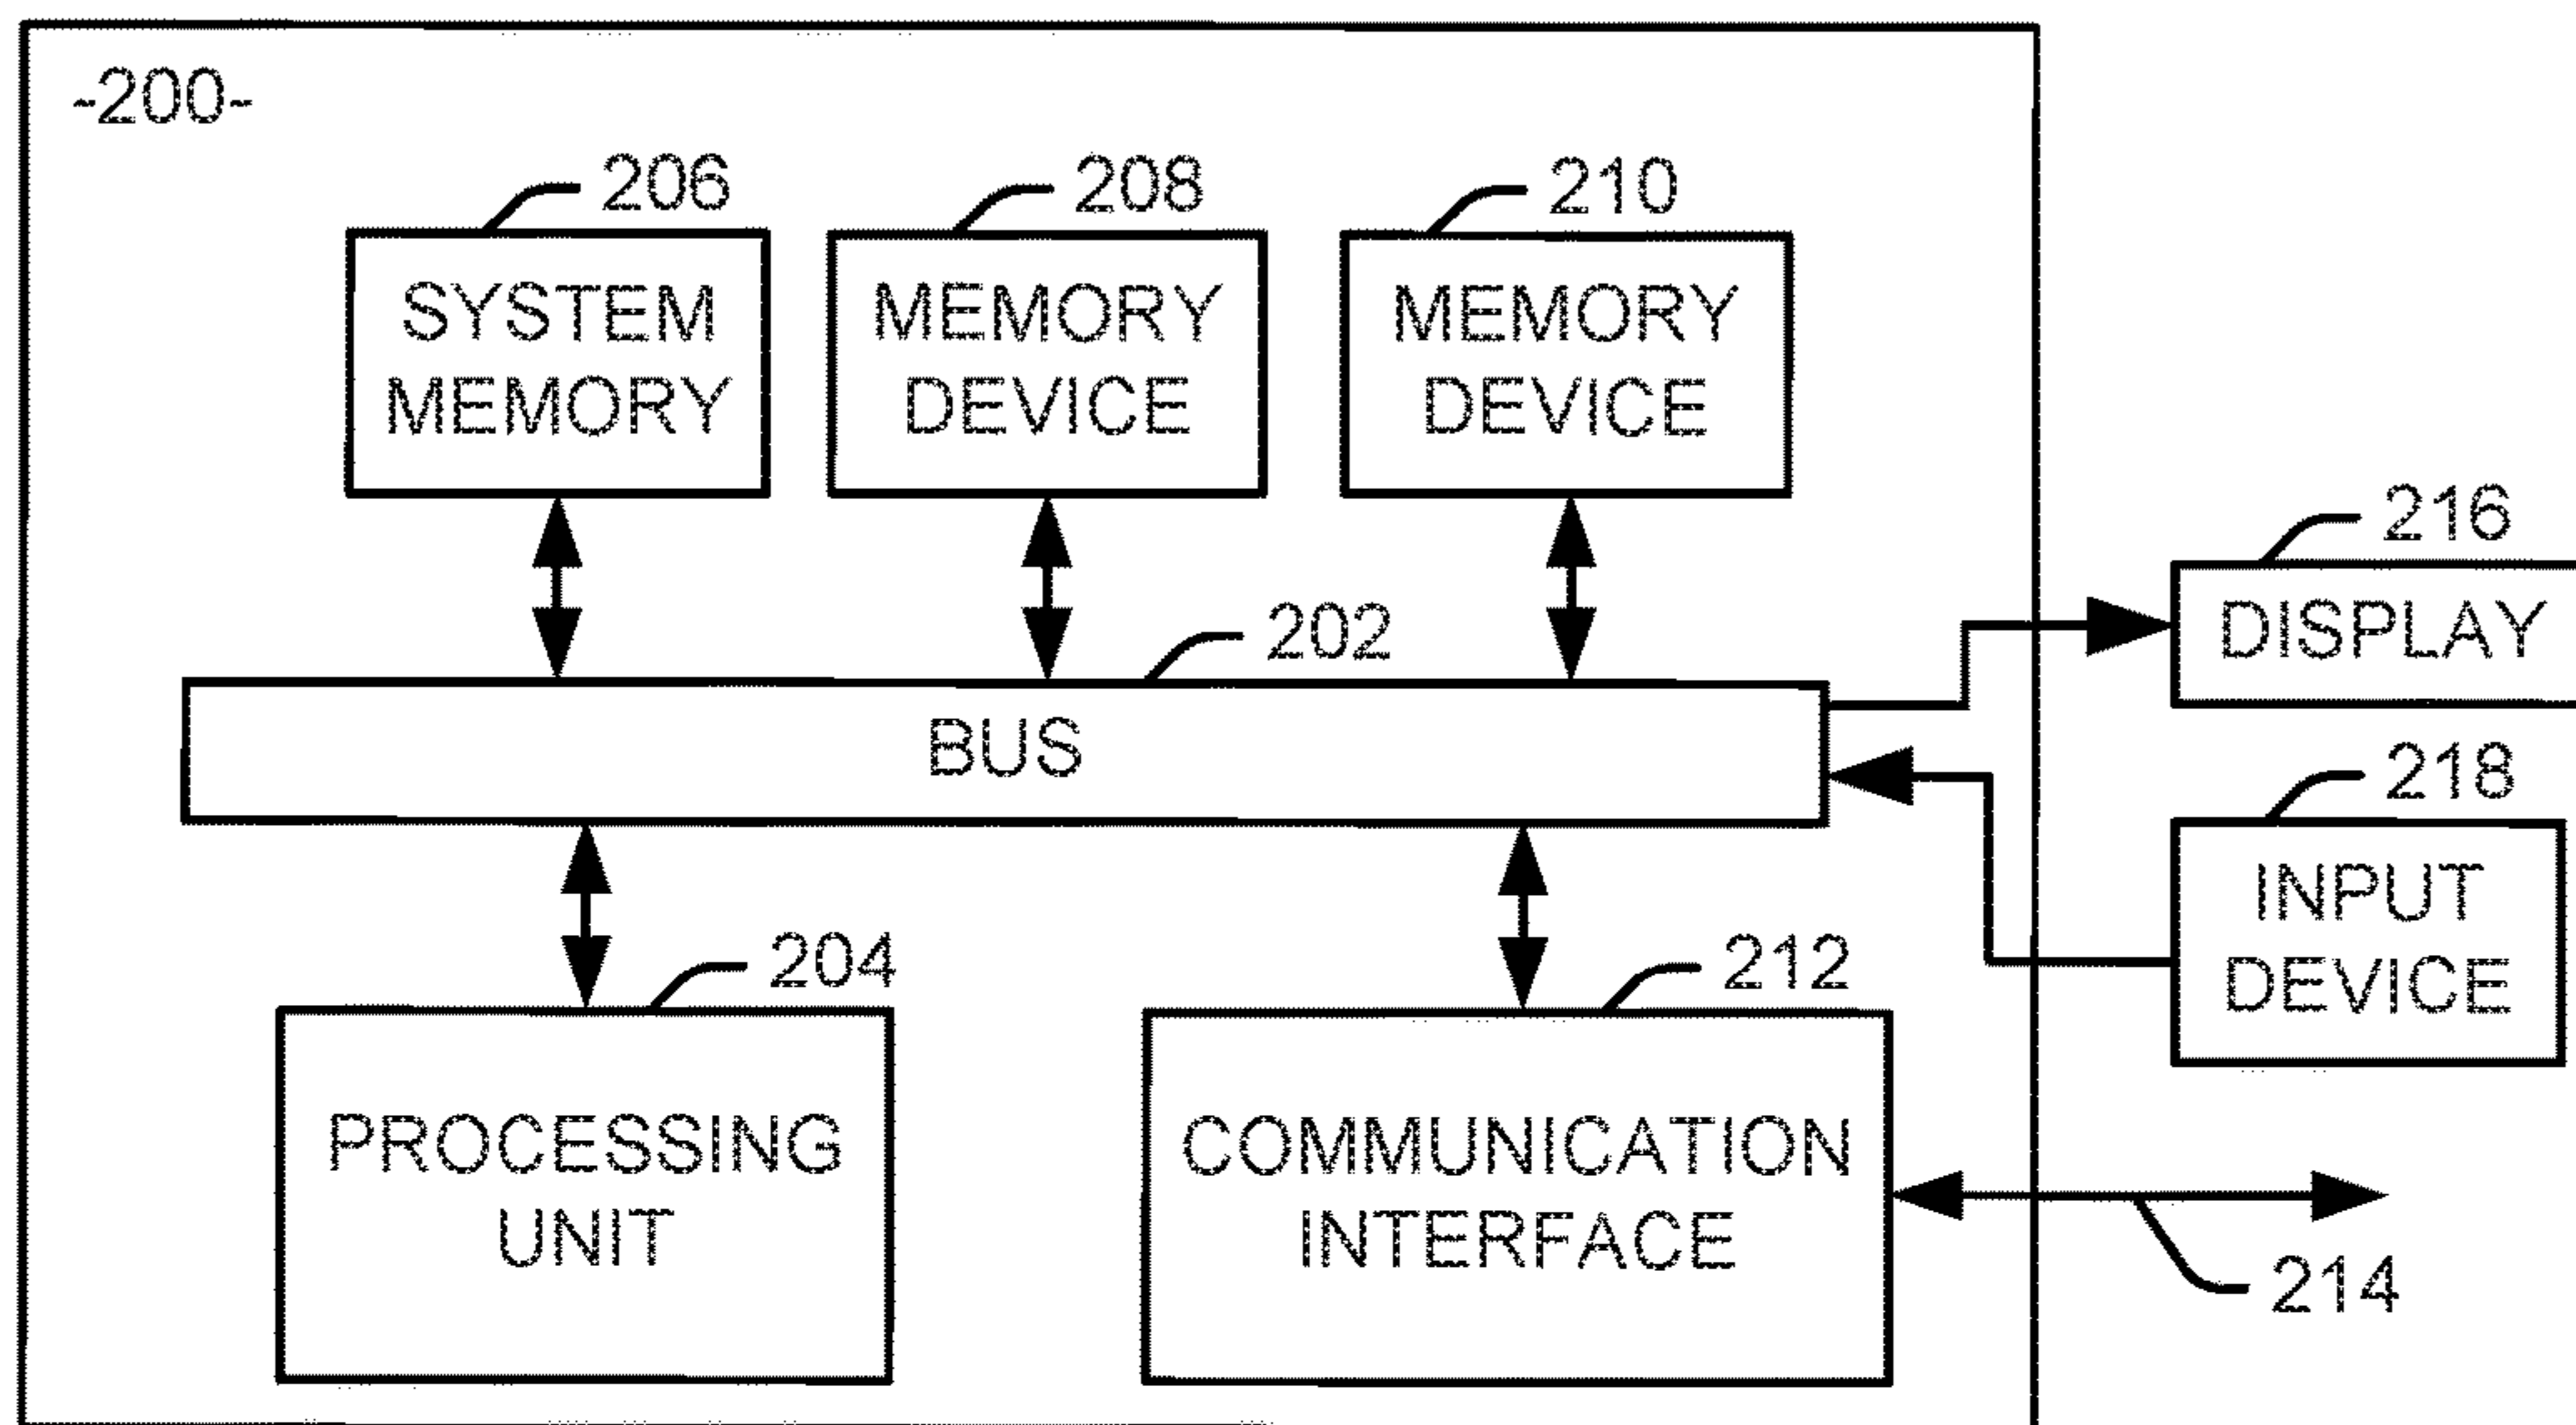 -200-
206
208
210
SYSTEM
MEMORY
MEMORY
DEVICE
MEMORY
DEVICE
216
DISPLAY
202
BUS
218
INPUT
DEVICE
204
212
PROCESSING
UNIT
COMMUNICATION
INTERFACE
214